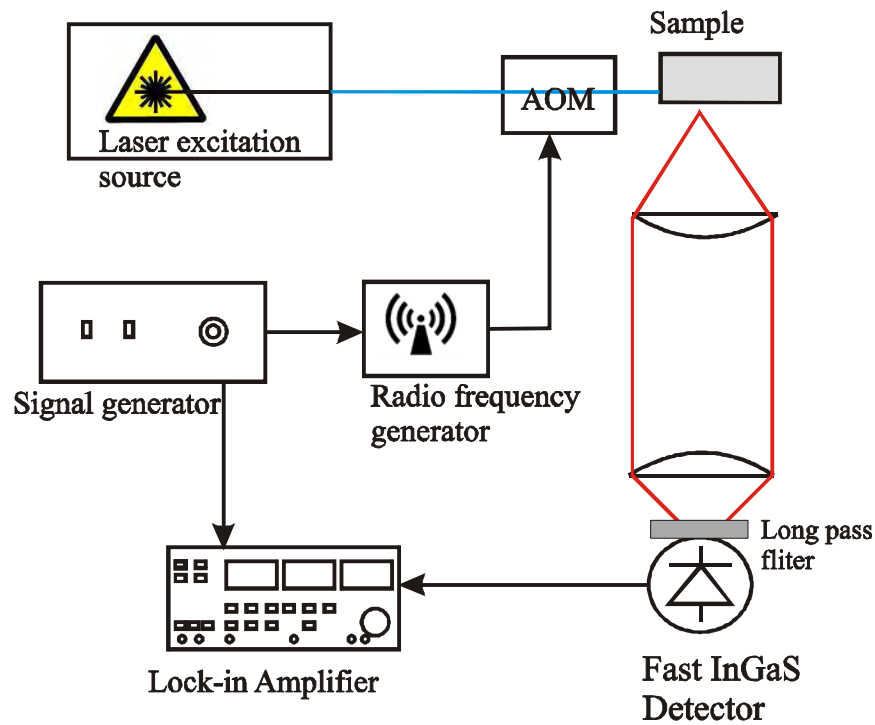 Sample
AOM
Laser excitation
source
Signal generator
Radio frequency
generator
Long pass
fliter
Lock-in Amplifier
Fast InGaS
Detector